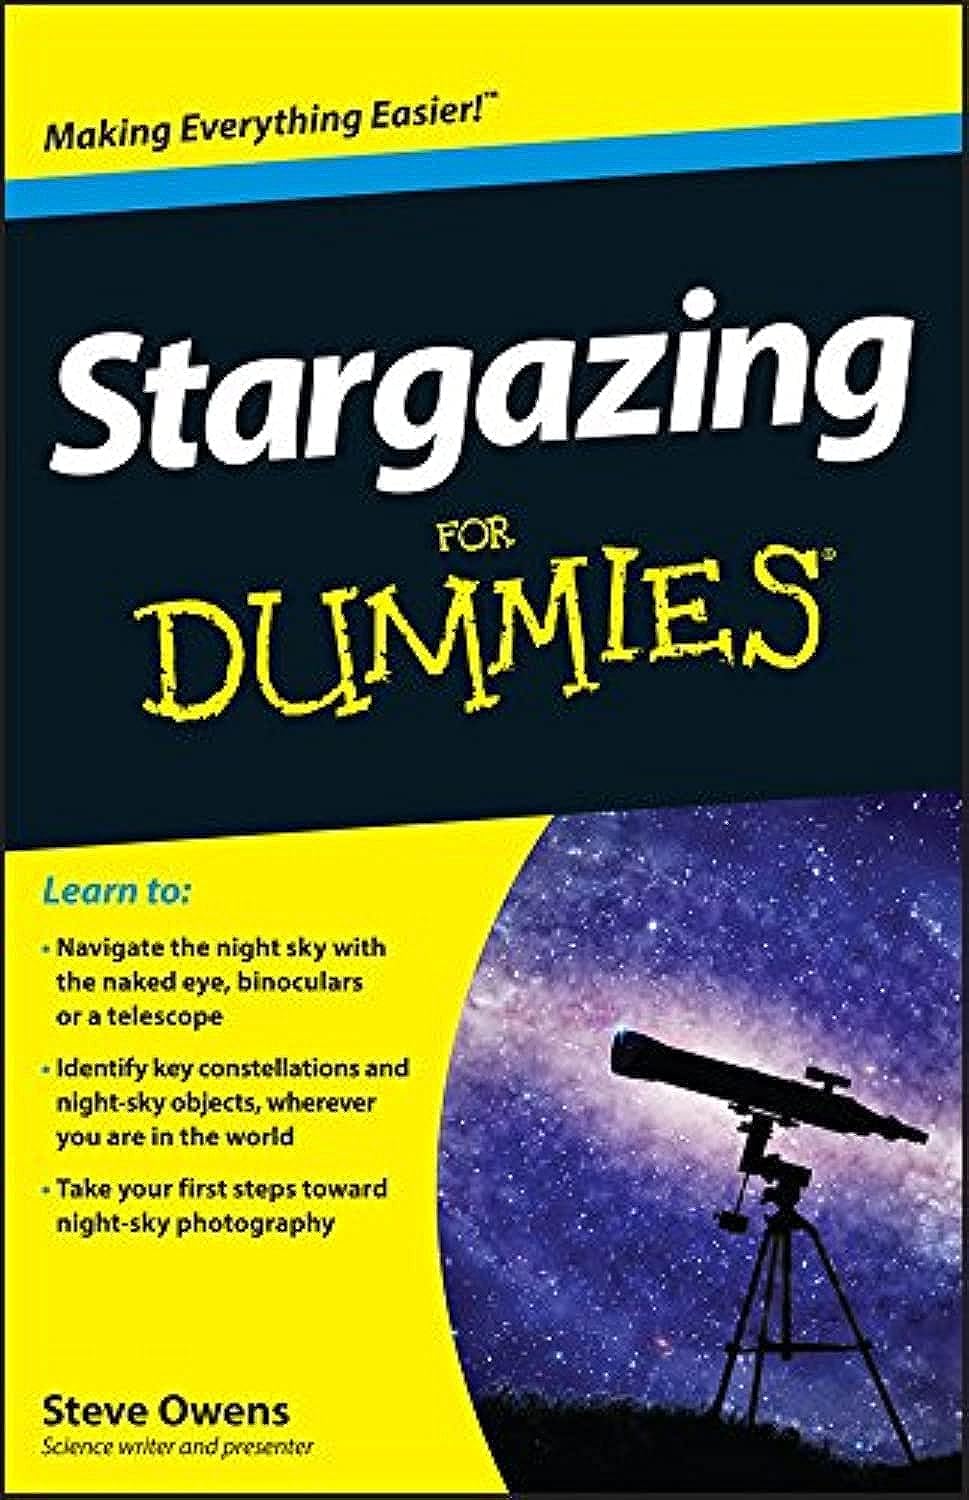 Making Everything Easier!™
Stargazing
FOR
DUMMIES®
Learn to:
• Navigate the night sky with
the naked eye, binoculars
or a telescope
• Identify key constellations and
night-sky objects, wherever
you are in the world
• Take your first steps toward
night-sky photography
Steve Owens
Science writer and presenter